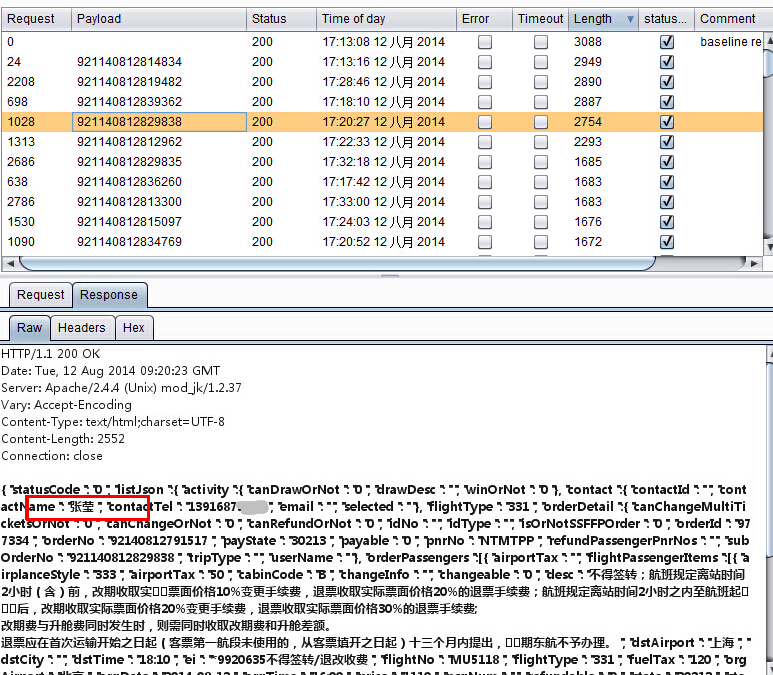 Request Payload Status Time of day Error Timeout Length status... Comment
0 200 17:13:08 12 八月 2014 3088 baseline re
24 921140812814834 200 17:13:16 12 八月 2014 2949
2208 921140812819482 200 17:28:46 12 八月 2014 2890
698 921140812839362 200 17:18:10 12 八月 2014 2887
1028 921140812829838 200 17:20:27 12 八月 2014 2754
1313 921140812812962 200 17:22:33 12 八月 2014 2293
2686 921140812829835 200 17:32:18 12 八月 2014 1685
638 921140812836260 200 17:17:42 12 八月 2014 1683
2786 921140812813300 200 17:33:00 12 八月 2014 1683
1530 921140812815097 200 17:24:03 12 八月 2014 1676
1090 921140812834769 200 17:20:52 12 八月 2014 1672
Request Response
Raw Headers Hex
HTTP/1.1 200 OK
Date: Tue, 12 Aug 2014 09:20:23 GMT
Server: Apache/2.4.4 (Unix) mod_jk/1.2.37
Vary: Accept-Encoding
Content-Type: text/html;charset=UTF-8
Content-Length: 2552
Connection: close
{"statusCode":"0","listJson":{"activity":{"canDrawOrNot":"0","drawDesc":"","winOrNot":"0"},"contact":{"contactId":"","cont
actName":"张莹","contactTel":"1391687","email":"","selected":""},"flightType":"331","orderDetail":{"canChangeMultiTi
cketsOrNot":"0","canChangeOrNot":"0","canRefundOrNot":"0","idNo":"","idType":"","isOrNotSSFFPOrder":"0","orderId":"97
7334","orderNo":"92140812791517","payState":"30213","payable":"0","pnrNo":"NTMTPP","refundPassengerPnrNos":"","sub
OrderNo":"921140812829838","tripType":"","userName":""},"orderPassengers":[{"airportTax":"","flightPassengerItems":[{"a
irplaneStyle":"333","airportTax":"50","cabinCode":"B","changeInfo":"","changeable":"0","desc":"不得签转；航班规定离站时间
2小时（含）前，改期收取实票面价格10%变更手续费，退票收取实际票面价格20%的退票手续费；航班规定离站时间2小时之内至航班起
后，改期收取实际票面价格20%变更手续费，退票收取实际票面价格30%的退票手续费;
改期费与升舱费同时发生时，则需同时收取改期费和升舱差额。
退票应在首次运输开始之日起（客票第一航段未使用的，从客票填开之日起）十三个月内提出，期东航不予办理。","dstAirport":"上海","
dstCity":"","dstTime":"18:10","ei":"~9920635不得签转/退改收费","flightNo":"MU5118","flightType":"331","fuelTax":"120","org